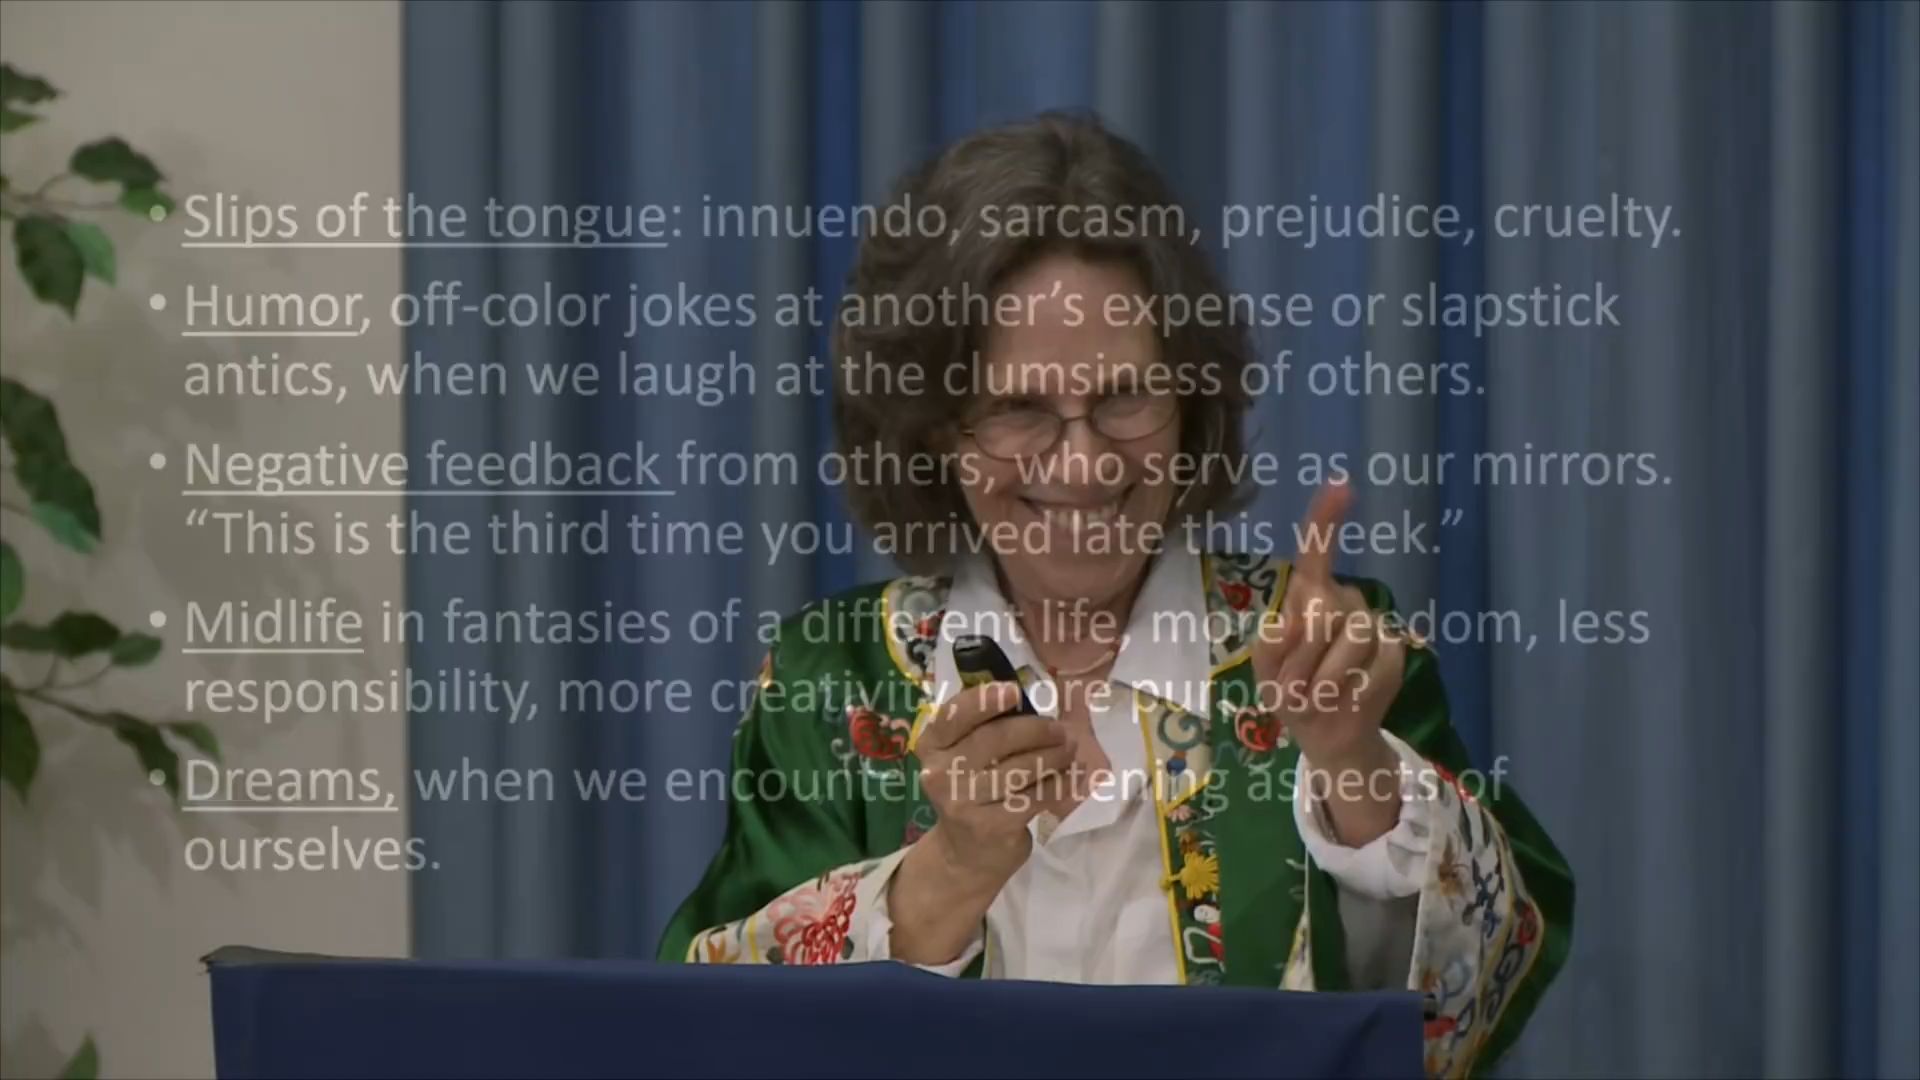 • Slips of the tongue: innuendo, sarcasm, prejudice, cruelty.
• Humor, off-color jokes at another’s expense or slapstick
antics, when we laugh at the clumsiness of others.
• Negative feedback from others, who serve as our mirrors.
“This is the third time you arrived late this week.”
• Midlife in fantasies of a different life, more freedom, less
responsibility, more creativity, more purpose?
• Dreams, when we encounter frightening aspects of
ourselves.